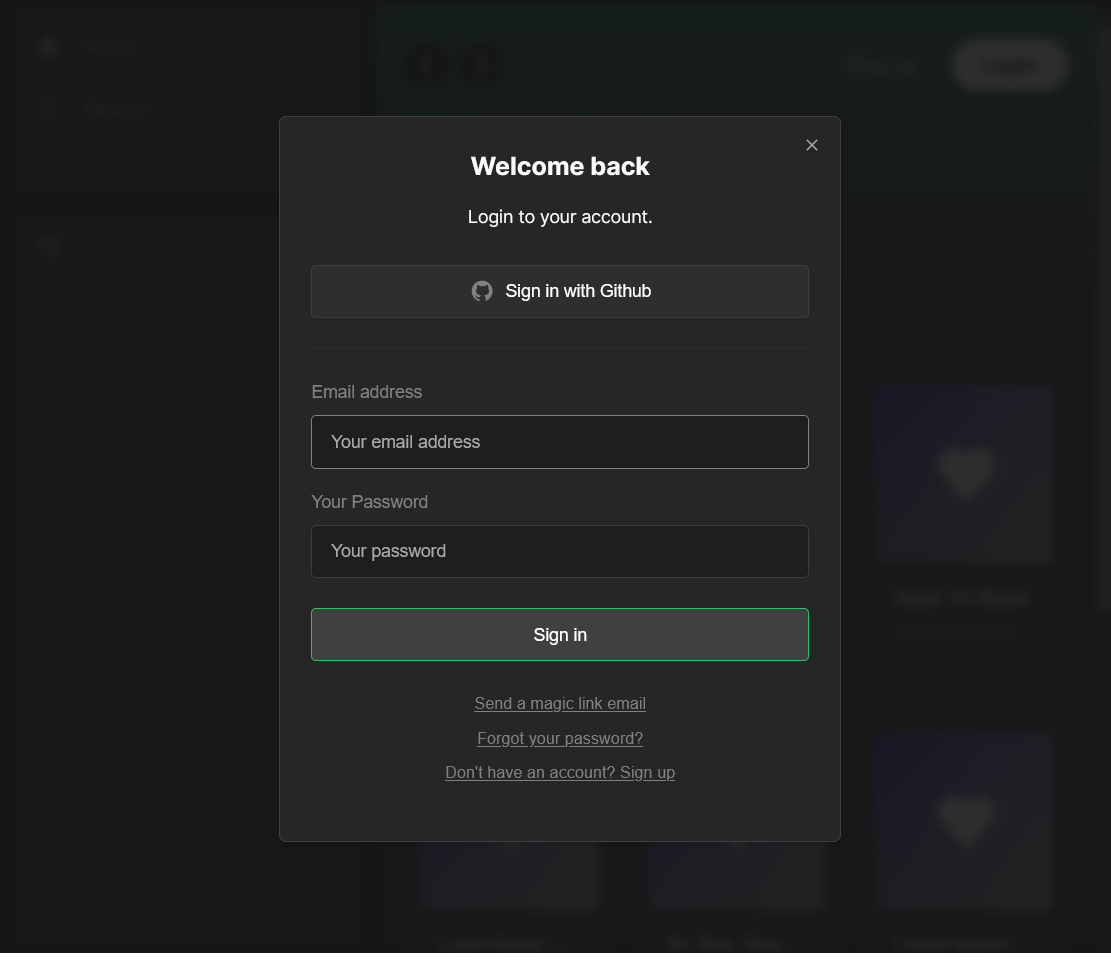 Welcome back
Login to your account.
Sign in with Github
Email address
Your email address
Your Password
Your password
Sign in
Send a magic link email
Forgot your password?
Don't have an account? Sign up